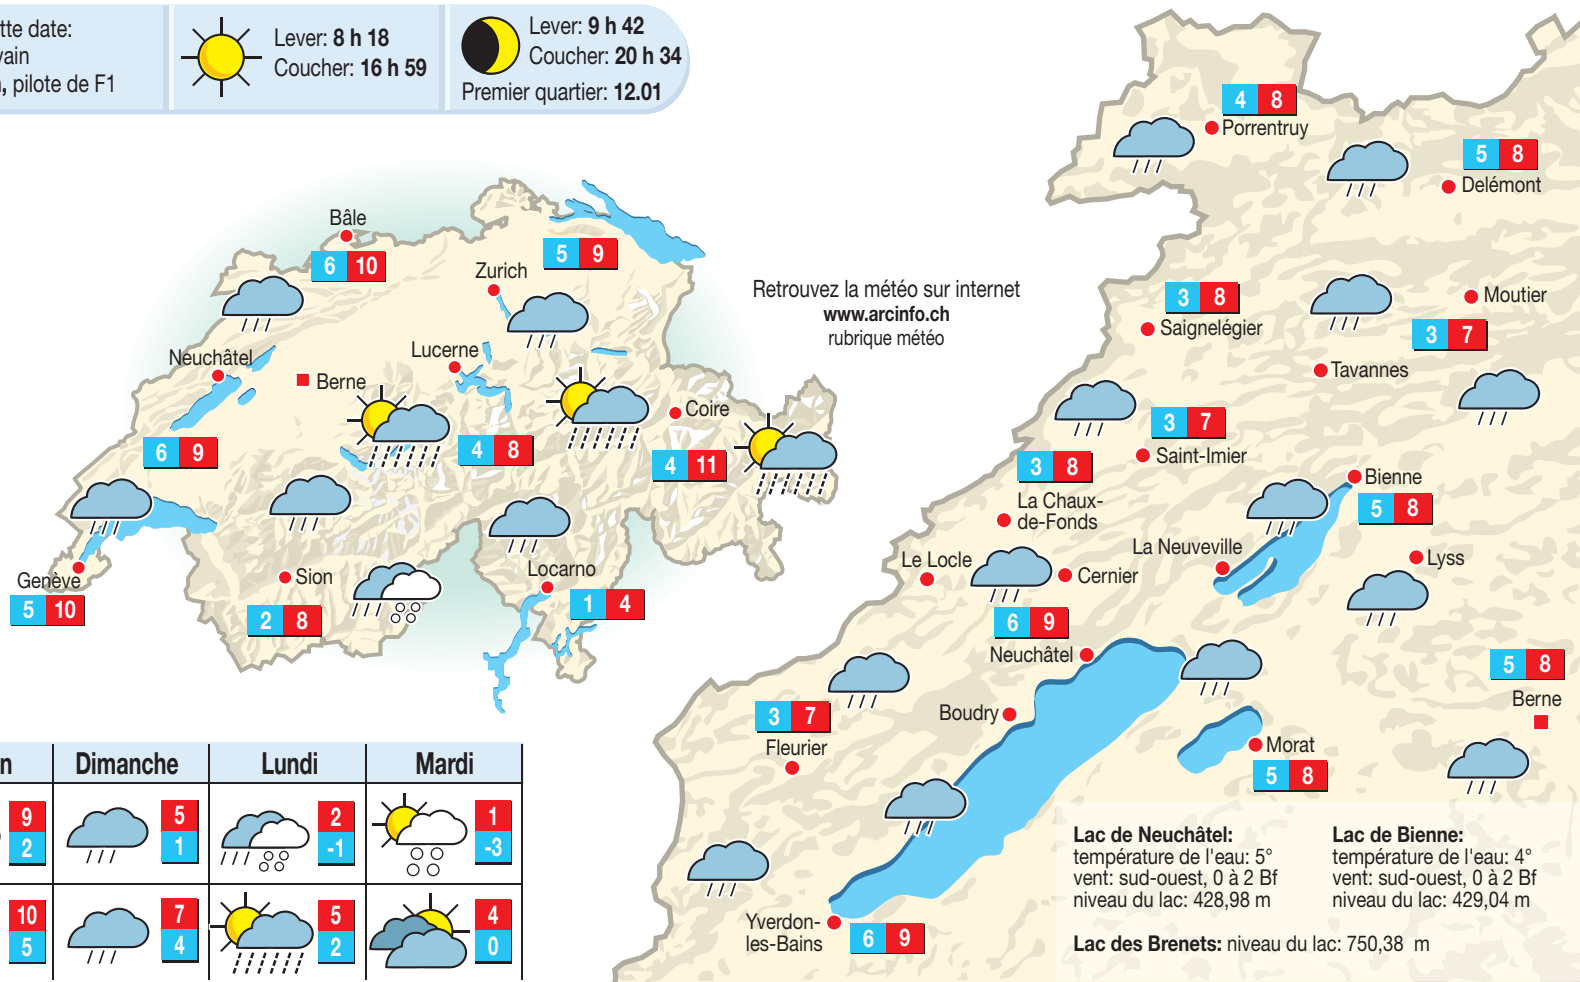 tte date:
vain
, pilote de F1
Lever: 8 h 18
Coucher: 16 h 59
Lever: 9 h 42
Coucher: 20 h 34
Premier quartier: 12.01
Bâle
6 10
Zurich
5 9
Neuchâtel
6 9
Berne
Lucerne
4 8
Coire
4 11
Genève
5 10
Sion
2 8
Locarno
1 4
Retrouvez la météo sur internet
www.arcinfo.ch
rubrique météo
4 8
Porrentruy
5 8
Delémont
3 8
Saignelégier
Moutier
3 7
Tavannes
3 7
Saint-Imier
3 8
La Chaux-
de-Fonds
Bienne
5 8
La Neuveville
Lyss
Le Locle
Cernier
6 9
Neuchâtel
5 8
Berne
Boudry
3 7
Fleurier
Morat
5 8
Yverdon-
les-Bains
6 9
n
Dimanche
Lundi
Mardi
9
2
5
1
2
-1
1
-3
10
5
7
4
5
2
4
0
Lac de Neuchâtel:
température de l'eau: 5°
vent: sud-ouest, 0 à 2 Bf
niveau du lac: 428,98 m
Lac de Bienne:
température de l'eau: 4°
vent: sud-ouest, 0 à 2 Bf
niveau du lac: 429,04 m
Lac des Brenets: niveau du lac: 750,38 m